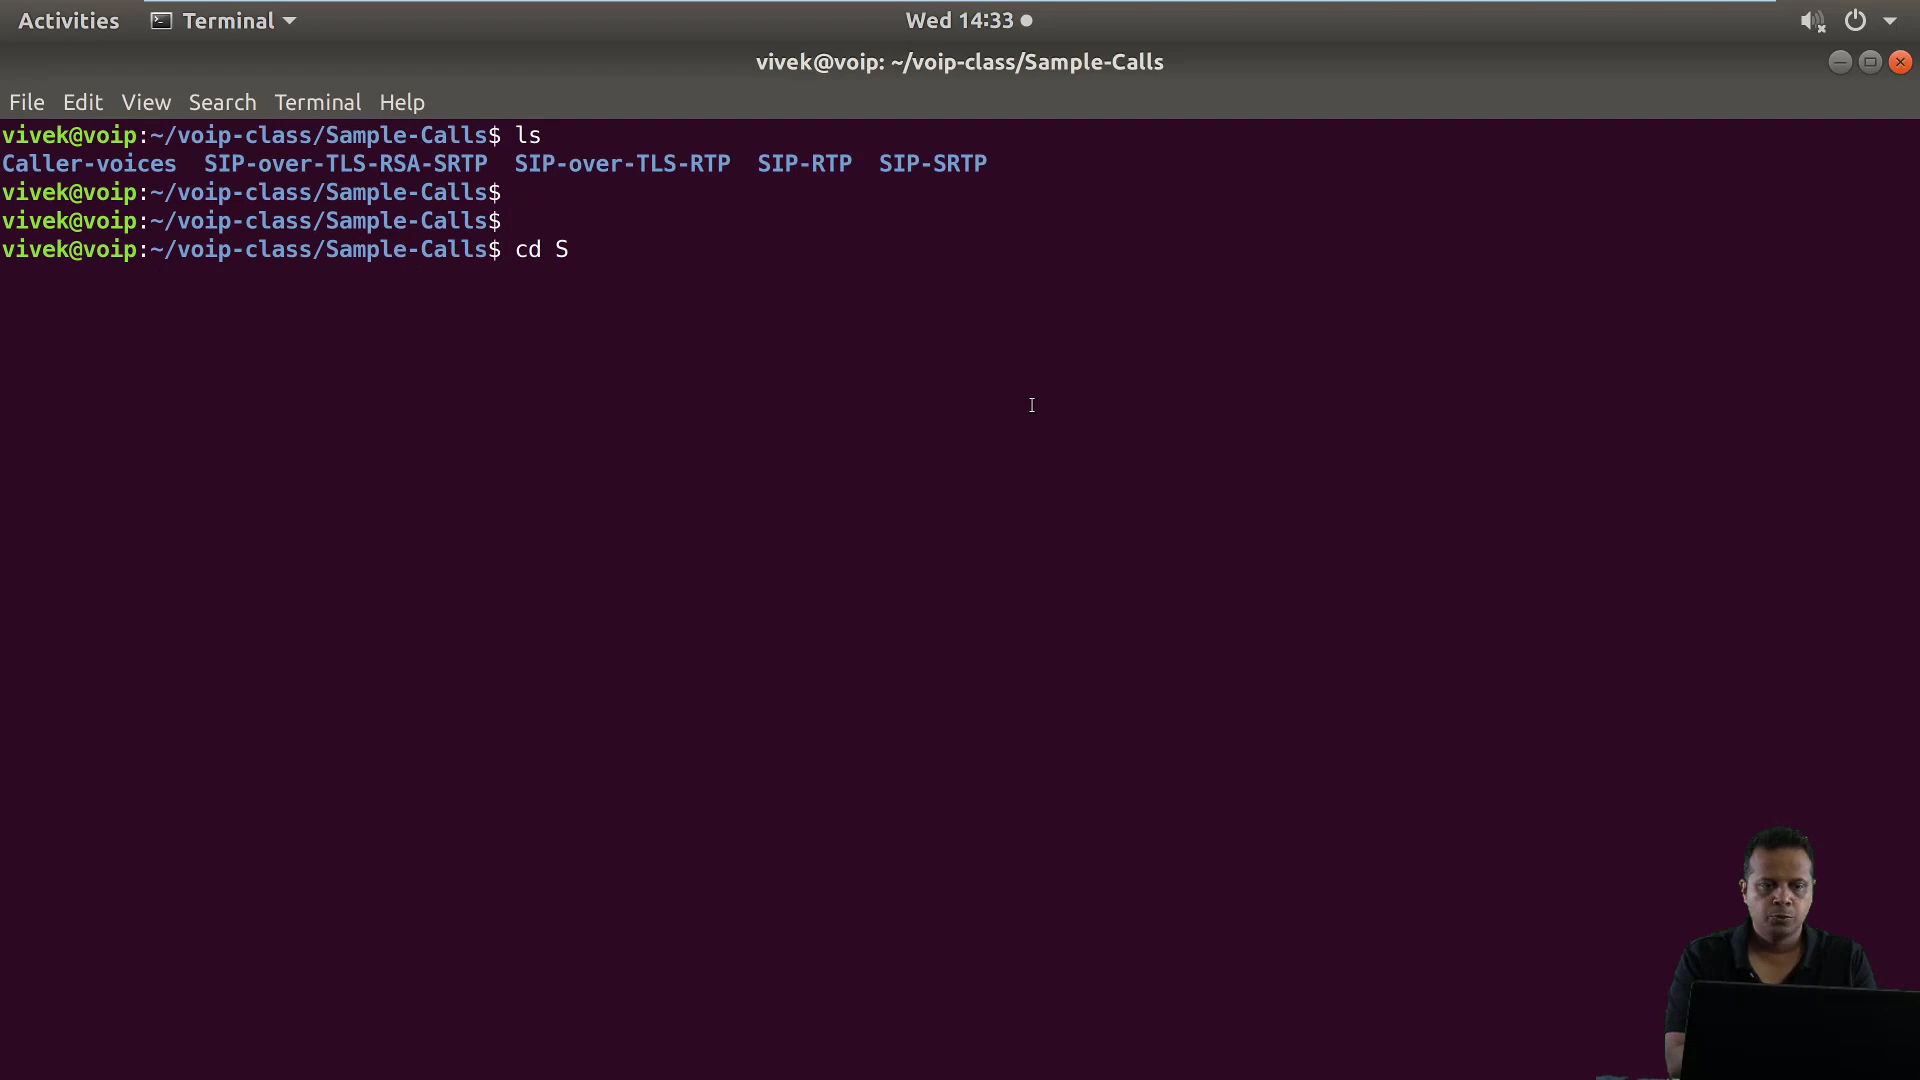 Activities Terminal Wed 14:33
vivek@voip: ~/voip-class/Sample-Calls
File Edit View Search Terminal Help
vivek@voip:~/voip-class/Sample-Calls$ ls
Caller-voices SIP-over-TLS-RSA-SRTP SIP-over-TLS-RTP SIP-RTP SIP-SRTP
vivek@voip:~/voip-class/Sample-Calls$
vivek@voip:~/voip-class/Sample-Calls$
vivek@voip:~/voip-class/Sample-Calls$ cd S